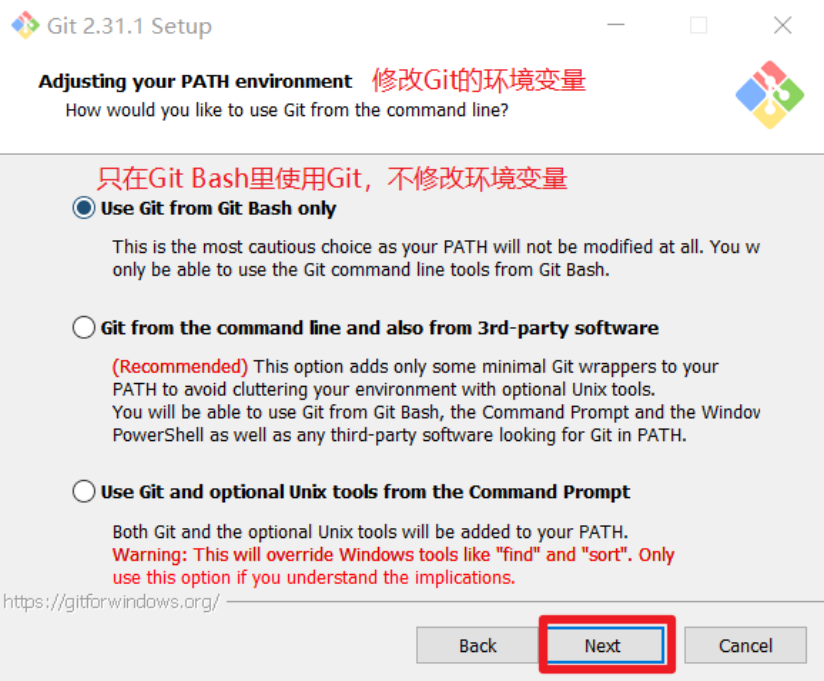 Git 2.31.1 Setup
Adjusting your PATH environment 修改Git的环境变量
How would you like to use Git from the command line?
只在Git Bash里使用Git，不修改环境变量
Use Git from Git Bash only
This is the most cautious choice as your PATH will not be modified at all. You w
only be able to use the Git command line tools from Git Bash.
Git from the command line and also from 3rd-party software
(Recommended) This option adds only some minimal Git wrappers to your
PATH to avoid cluttering your environment with optional Unix tools.
You will be able to use Git from Git Bash, the Command Prompt and the Window
PowerShell as well as any third-party software looking for Git in PATH.
Use Git and optional Unix tools from the Command Prompt
Both Git and the optional Unix tools will be added to your PATH.
Warning: This will override Windows tools like "find" and "sort". Only
use this option if you understand the implications.
https://gitforwindows.org/
Back Next Cancel